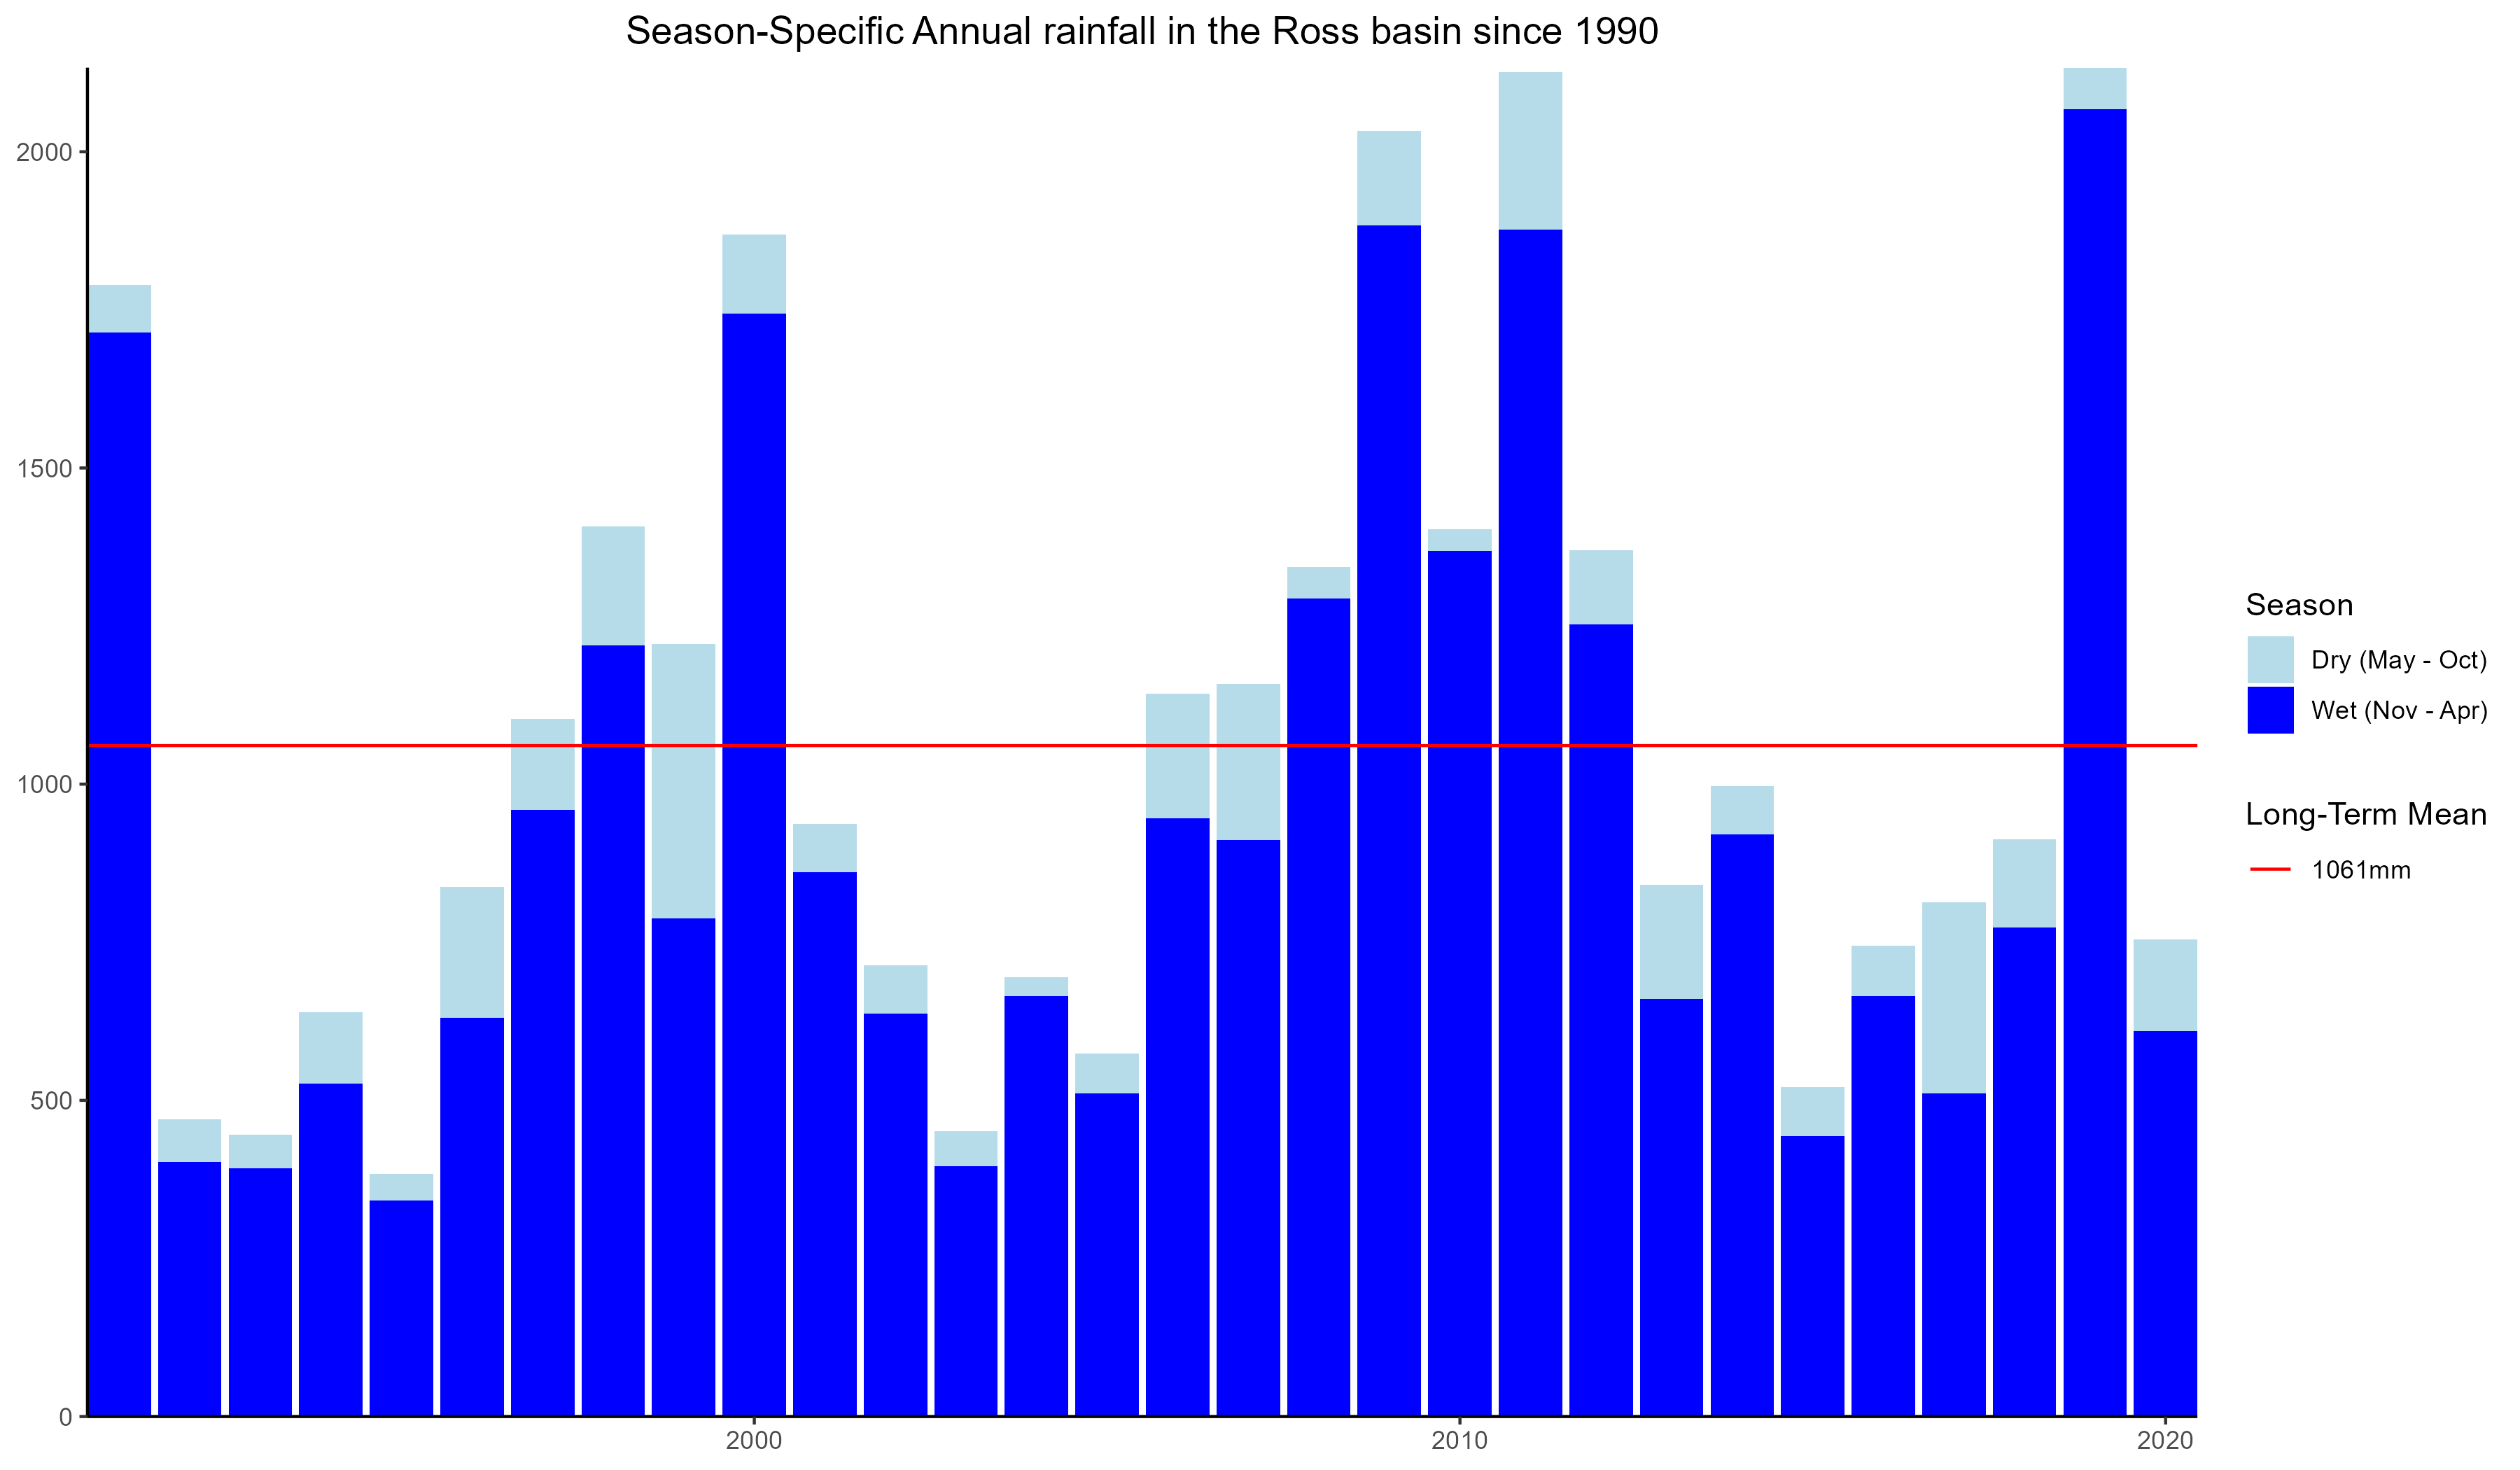 Season-Specific Annual rainfall in the Ross basin since 1990
2000
1500
1000
500
0
2000
2010
2020
Season
Dry (May - Oct)
Wet (Nov - Apr)
Long-Term Mean
1061mm